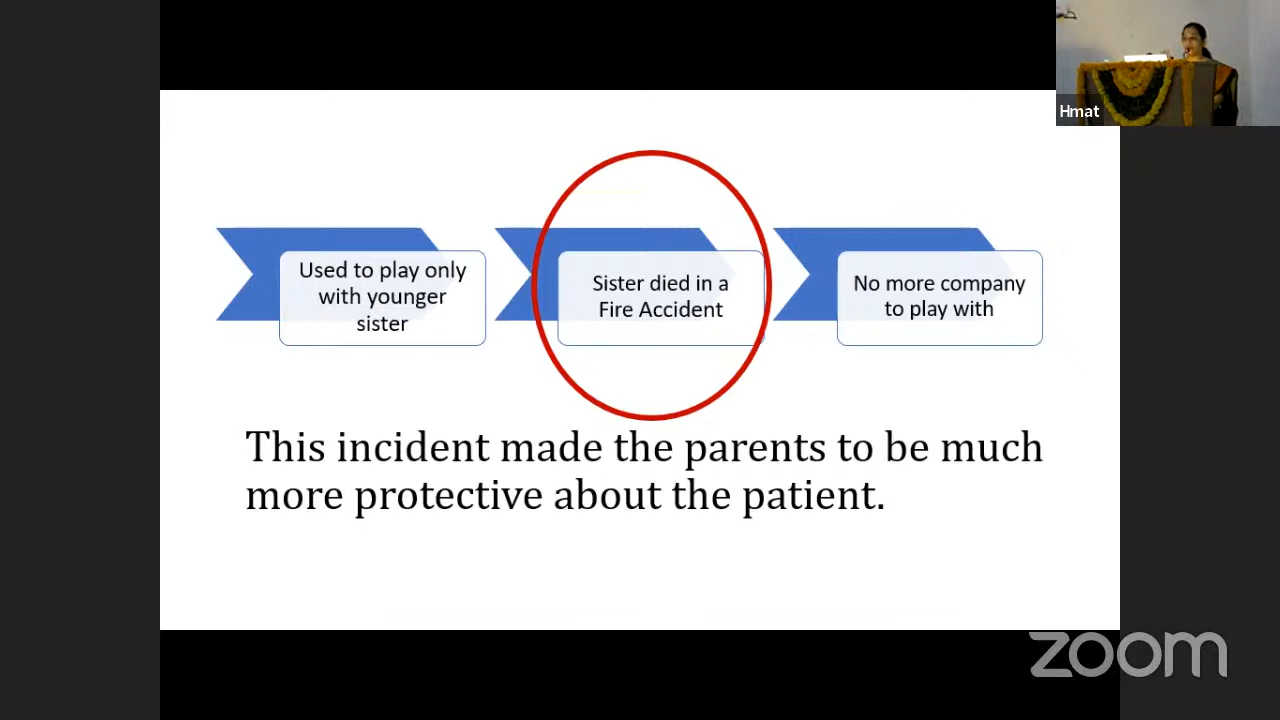 Hmat
Used to play only
with younger
sister
Sister died in a
Fire Accident
No more company
to play with
This incident made the parents to be much
more protective about the patient.
zoom